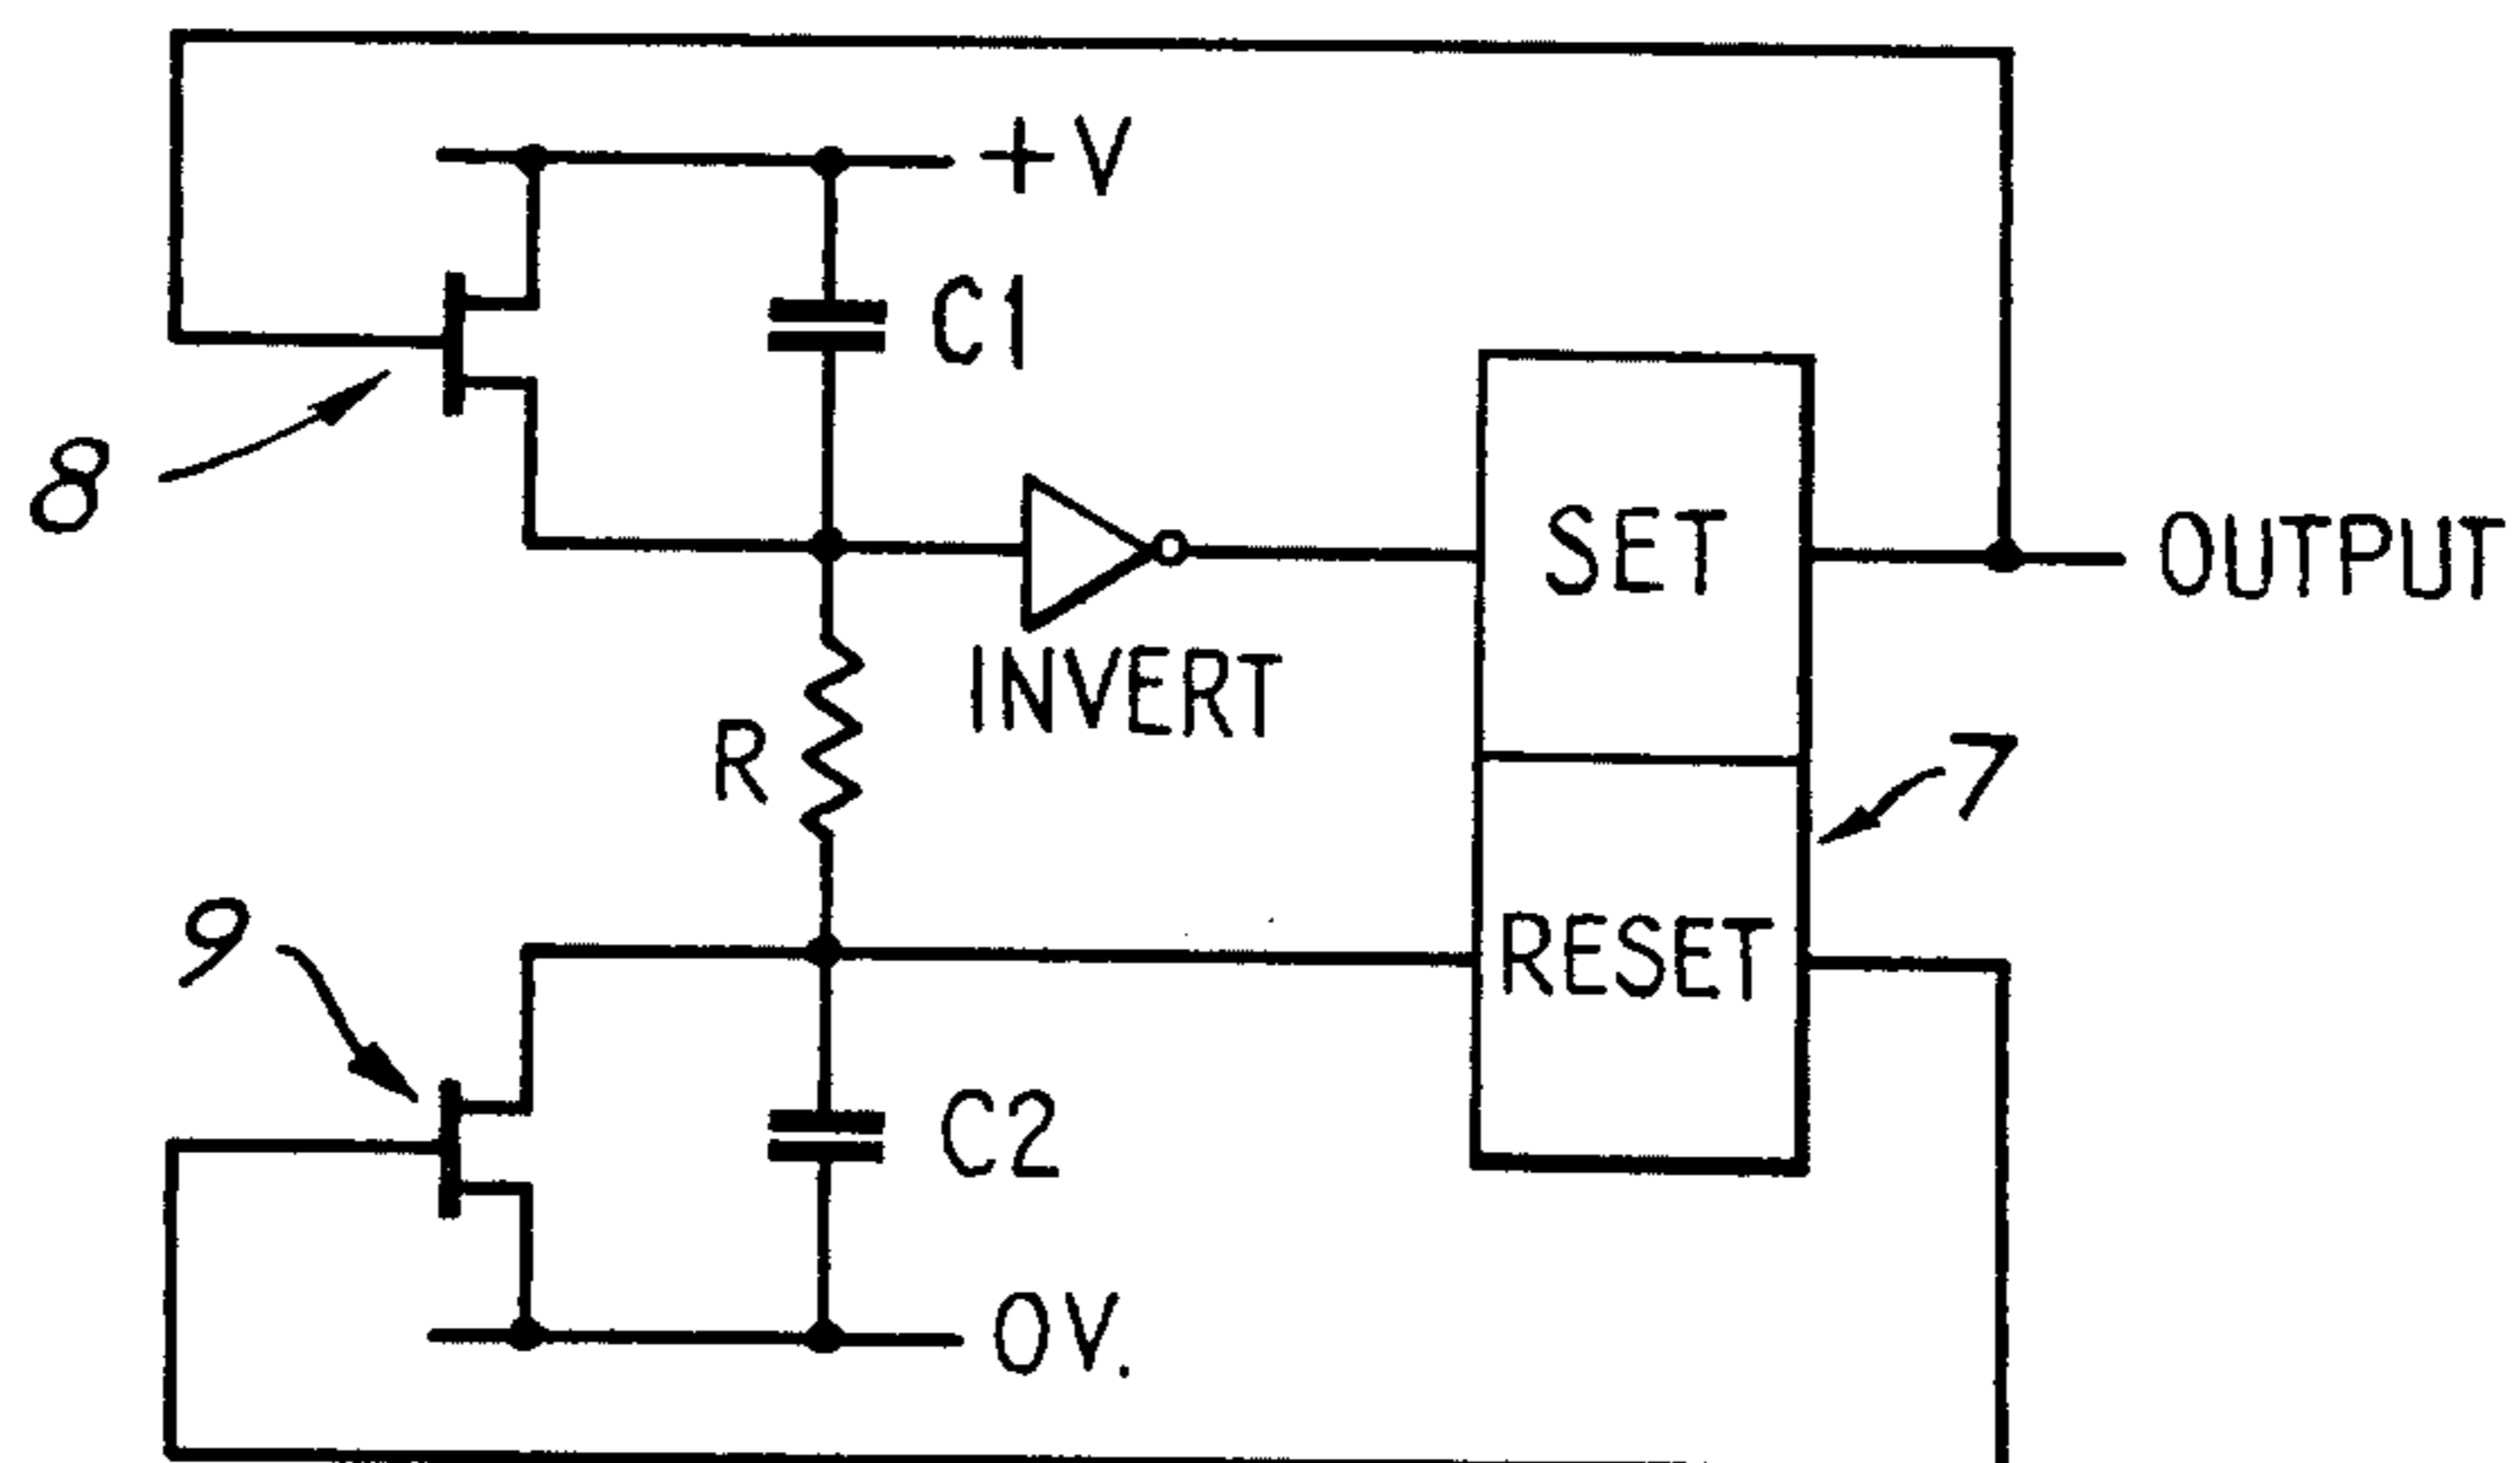 +V
C1
8
SET
OUTPUT
INVERT
R
7
9
RESET
C2
0V.